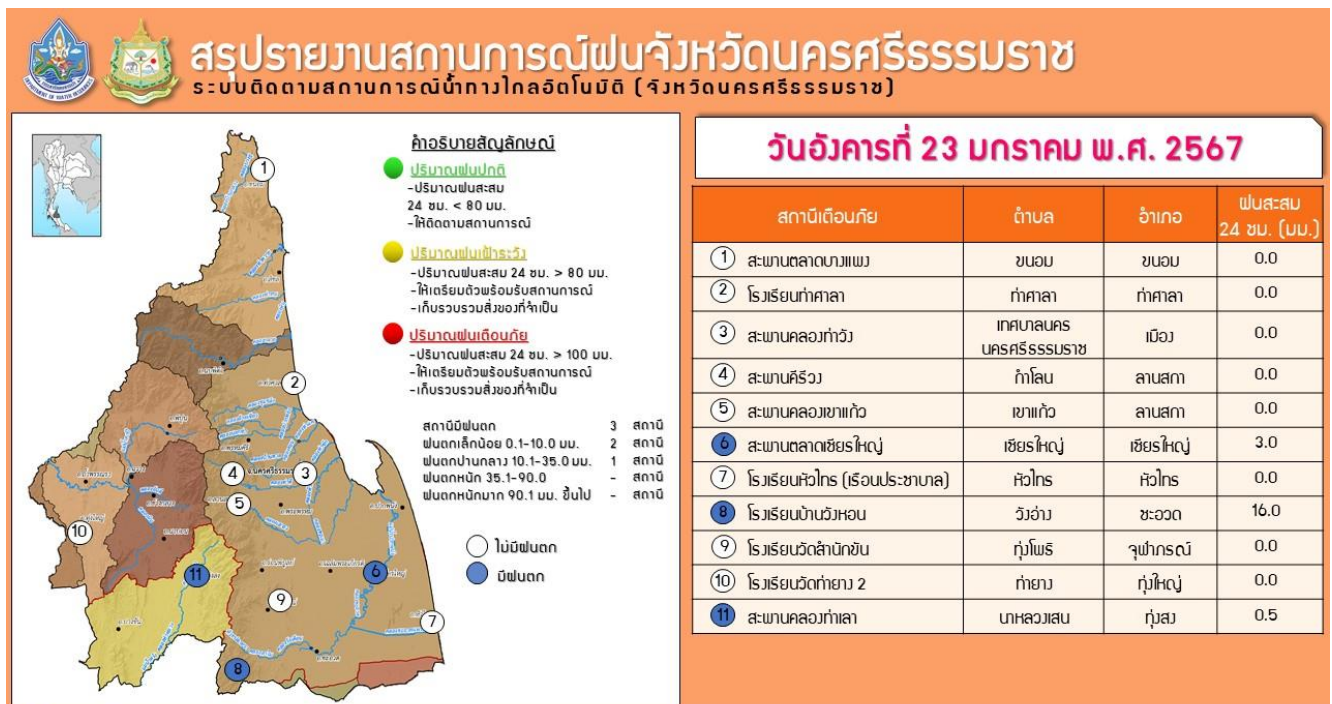 สรุปรายงานสถานการณ์ฝนจังหวัดนครศรีธรรมราช
ระบบติดตามสถานการณ์น้ำทางไกลอัตโนมัติ (จังหวัดนครศรีธรรมราช)
คำอธิบายสัญลักษณ์
ปริมาณฝนปกติ
-ปริมาณฝนสะสม
24 ชม. < 80 มม.
-ให้ติดตามสถานการณ์
ปริมาณฝนเฝ้าระวัง
-ปริมาณฝนสะสม 24 ชม. > 80 มม.
-ให้เตรียมตัวพร้อมรับสถานการณ์
-เก็บรวบรวมสิ่งของที่จำเป็น
ปริมาณฝนเตือนภัย
-ปริมาณฝนสะสม 24 ชม. > 100 มม.
-ให้เตรียมตัวพร้อมรับสถานการณ์
-เก็บรวบรวมสิ่งของที่จำเป็น
สถานีมีฝนตก 3 สถานี
ฝนตกเล็กน้อย 0.1-10.0 มม. 2 สถานี
ฝนตกปานกลาง 10.1-35.0 มม. 1 สถานี
ฝนตกหนัก 35.1-90.0 - สถานี
ฝนตกหนักมาก 90.1 มม. ขึ้นไป - สถานี
ไม่มีฝนตก
มีฝนตก
1
2
4
3
5
10
11
6
9
7
8
วันอังคารที่ 23 มกราคม พ.ศ. 2567
สถานีเตือนภัย ตำบล อำเภอ ฝนสะสม
24 ชม. (มม.)
1 สะพานตลาดบางแพง ขนอม ขนอม 0.0
2 โรงเรียนท่าศาลา ท่าศาลา ท่าศาลา 0.0
3 สะพานคลองท่าวัง เทศบาลนคร
นครศรีธรรมราช เมือง 0.0
4 สะพานคีรีวง กำโลน ลานสกา 0.0
5 สะพานคลองเขาแก้ว เขาแก้ว ลานสกา 0.0
6 สะพานตลาดเชียรใหญ่ เชียรใหญ่ เชียรใหญ่ 3.0
7 โรงเรียนหัวไทร (เรือนประชาบาล) หัวไทร หัวไทร 0.0
8 โรงเรียนบ้านวังหอน วังอ่าง ชะอวด 16.0
9 โรงเรียนวัดสำนักขัน ทุ่งโพธิ จุฬาภรณ์ 0.0
10 โรงเรียนวัดท่ายาง 2 ท่ายาง ทุ่งใหญ่ 0.0
11 สะพานคลองท่าเลา นาหลวงเสน ทุ่งสง 0.5